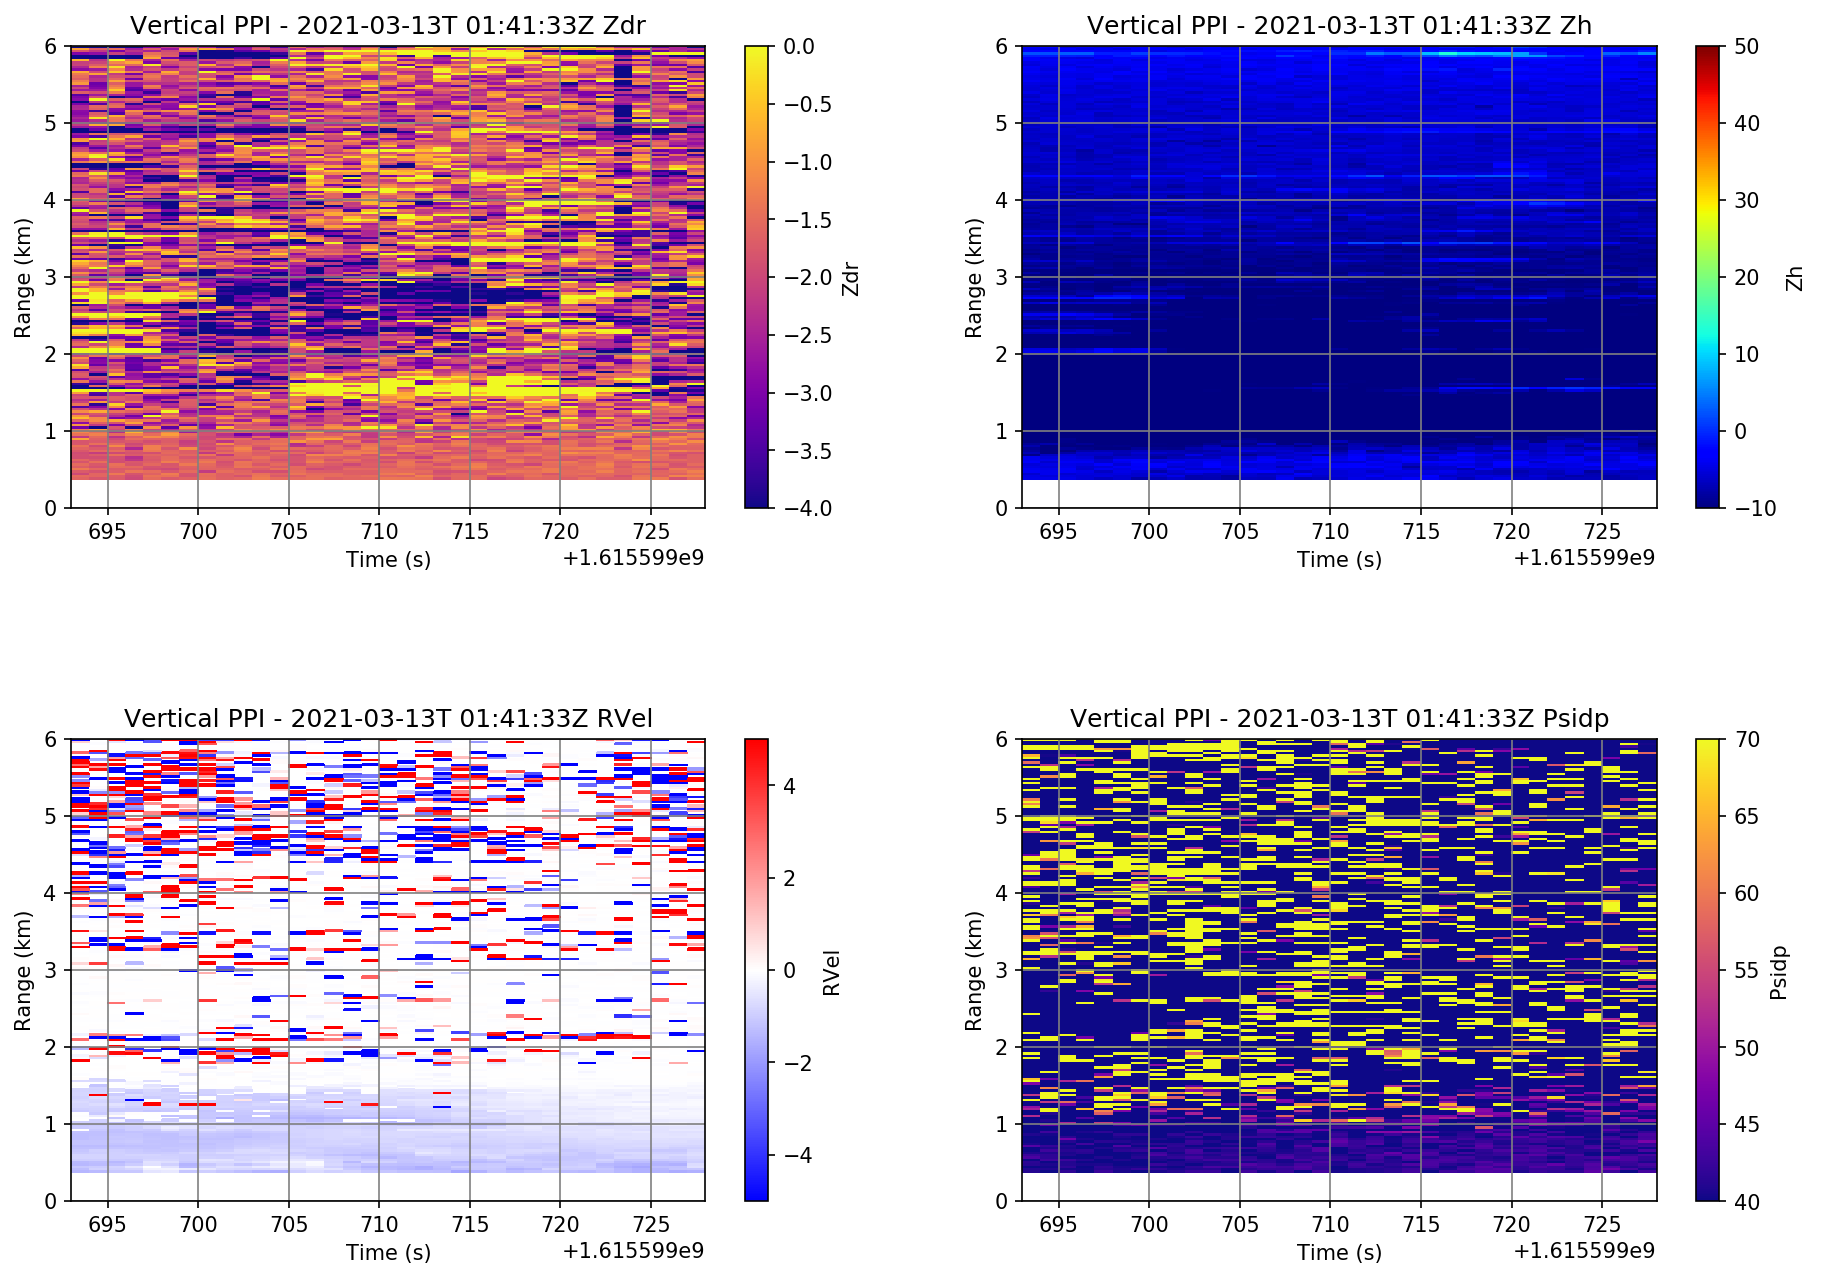 Vertical PPI - 2021-03-13T 01:41:33Z Zdr
6
5
4
3
2
1
0
Range (km)
695 700 705 710 715 720 725
Time (s)
+1.615599e9
0.0
−0.5
−1.0
−1.5
−2.0
−2.5
−3.0
−3.5
−4.0
Zdr
Vertical PPI - 2021-03-13T 01:41:33Z Zh
6
5
4
3
2
1
0
Range (km)
695 700 705 710 715 720 725
Time (s)
+1.615599e9
50
40
30
20
10
0
−10
Zh
Vertical PPI - 2021-03-13T 01:41:33Z RVel
6
5
4
3
2
1
0
Range (km)
695 700 705 710 715 720 725
Time (s)
+1.615599e9
4
2
0
−2
−4
RVel
Vertical PPI - 2021-03-13T 01:41:33Z Psidp
6
5
4
3
2
1
0
Range (km)
695 700 705 710 715 720 725
Time (s)
+1.615599e9
70
65
60
55
50
45
40
Psidp